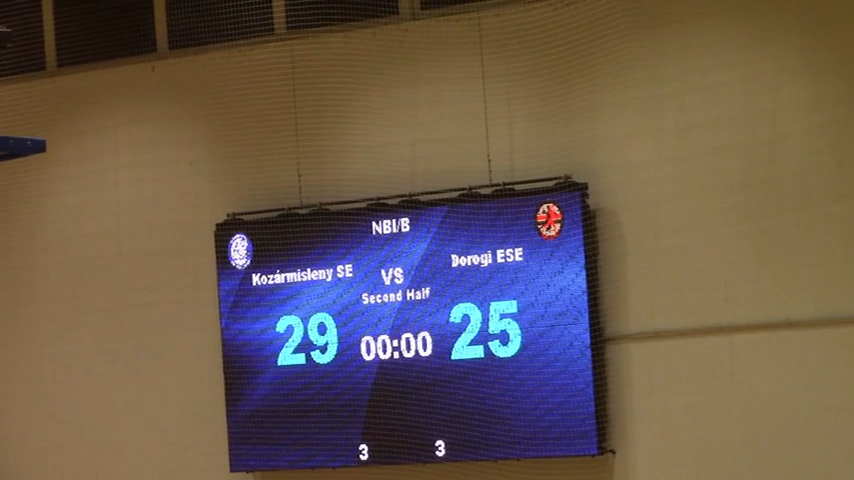 NBI/B
Kozármisleny SE VS Dorogi ESE
Second Half
29 00:00 25
3 3